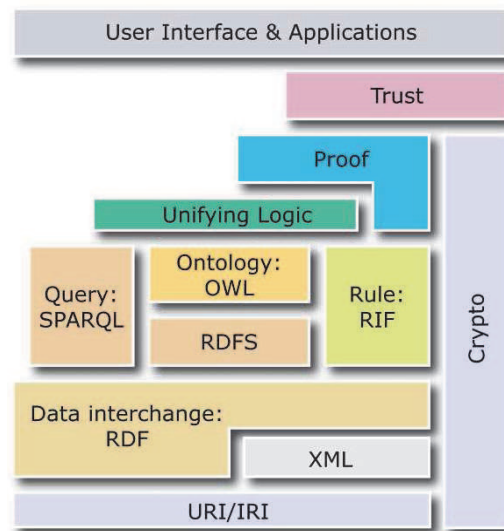 User Interface & Applications
Trust
Proof
Unifying Logic
Query:
SPARQL
Ontology:
OWL
RDFS
Rule:
RIF
Crypto
Data interchange:
RDF
XML
URI/IRI